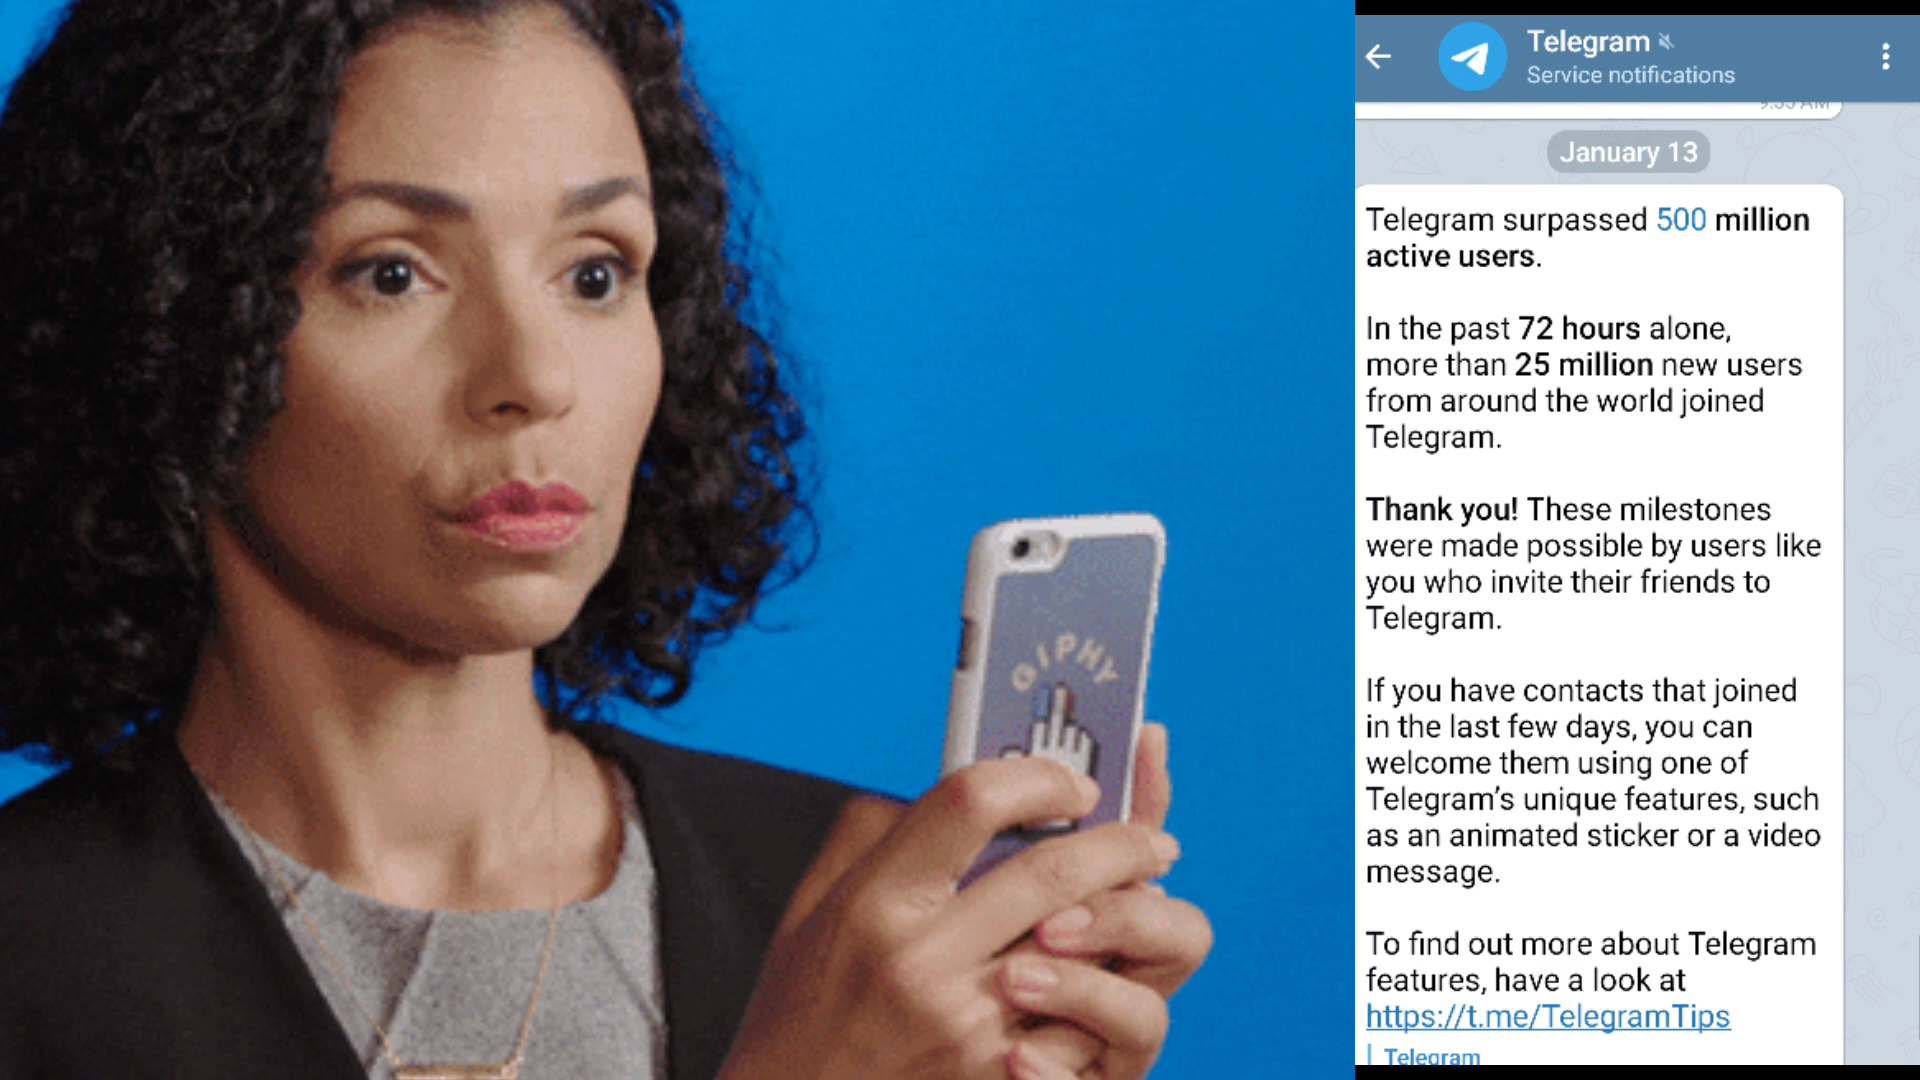 GIPHY
Telegram
Service notifications
9:35 AM
January 13
Telegram surpassed 500 million
active users.
In the past 72 hours alone,
more than 25 million new users
from around the world joined
Telegram.
Thank you! These milestones
were made possible by users like
you who invite their friends to
Telegram.
If you have contacts that joined
in the last few days, you can
welcome them using one of
Telegram’s unique features, such
as an animated sticker or a video
message.
To find out more about Telegram
features, have a look at
https://t.me/TelegramTips
Telegram